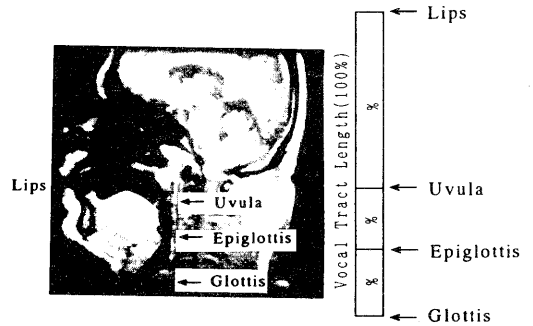 Lips
Uvula
Epiglottis
Glottis
Vocal Tract Length(100%)
%
%
%
Lips
Uvula
Epiglottis
Glottis